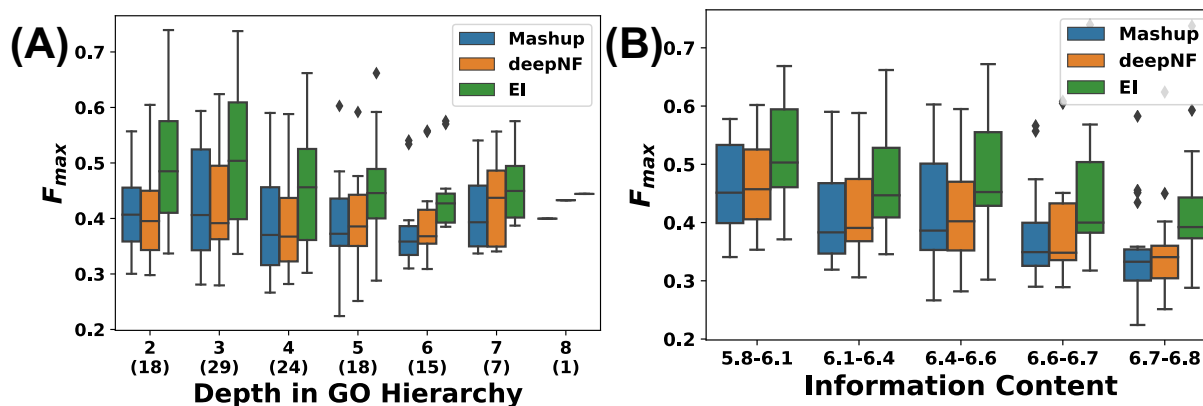 (A)
0.7
0.6
0.5
0.4
0.3
0.2
F_max
Mashup
deepNF
EI
2 3 4 5 6 7 8
(18) (29) (24) (18) (15) (7) (1)
Depth in GO Hierarchy
(B)
0.7
0.6
0.5
0.4
0.3
0.2
F_max
Mashup
deepNF
EI
5.8-6.1 6.1-6.4 6.4-6.6 6.6-6.7 6.7-6.8
Information Content